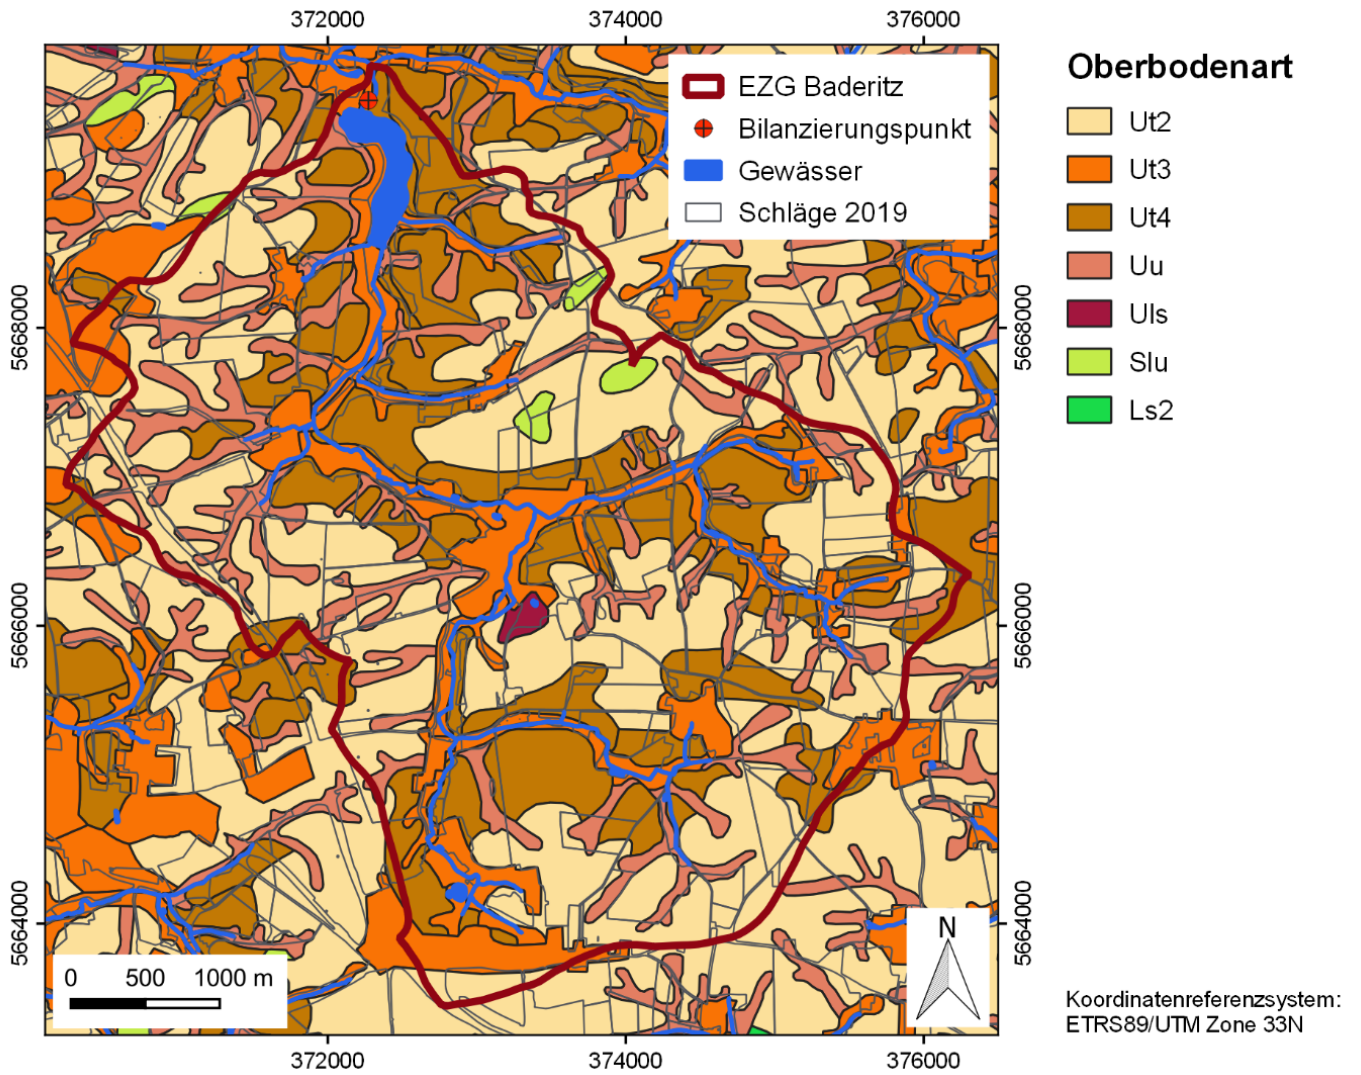 372000
374000
376000
EZG Baderitz
Bilanzierungspunkt
Gewässer
Schläge 2019
Oberbodenart
Ut2
Ut3
Ut4
Uu
Uls
Slu
Ls2
5668000
5668000
5666000
5666000
5664000
5664000
0 500 1000 m
N
372000
374000
376000
Koordinatenreferenzsystem:
ETRS89/UTM Zone 33N